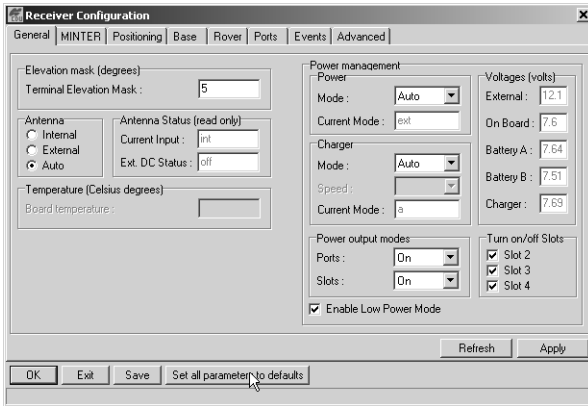 Receiver Configuration
General MINTER Positioning Base Rover Ports Events Advanced
Elevation mask (degrees)
Terminal Elevation Mask : 5
Antenna
Internal
External
Auto
Antenna Status (read only)
Current Input : int
Ext. DC Status : off
Temperature (Celsius degrees)
Board temperature :
Power management
Power
Mode : Auto
Current Mode : ext
Charger
Mode : Auto
Speed :
Current Mode : a
Power output modes
Ports : On
Slots : On
Enable Low Power Mode
Voltages (volts)
External : 12.1
On Board : 7.6
Battery A : 7.64
Battery B : 7.51
Charger : 7.69
Turn on/off Slots
Slot 2
Slot 3
Slot 4
Refresh Apply
OK Exit Save Set all parameters to defaults